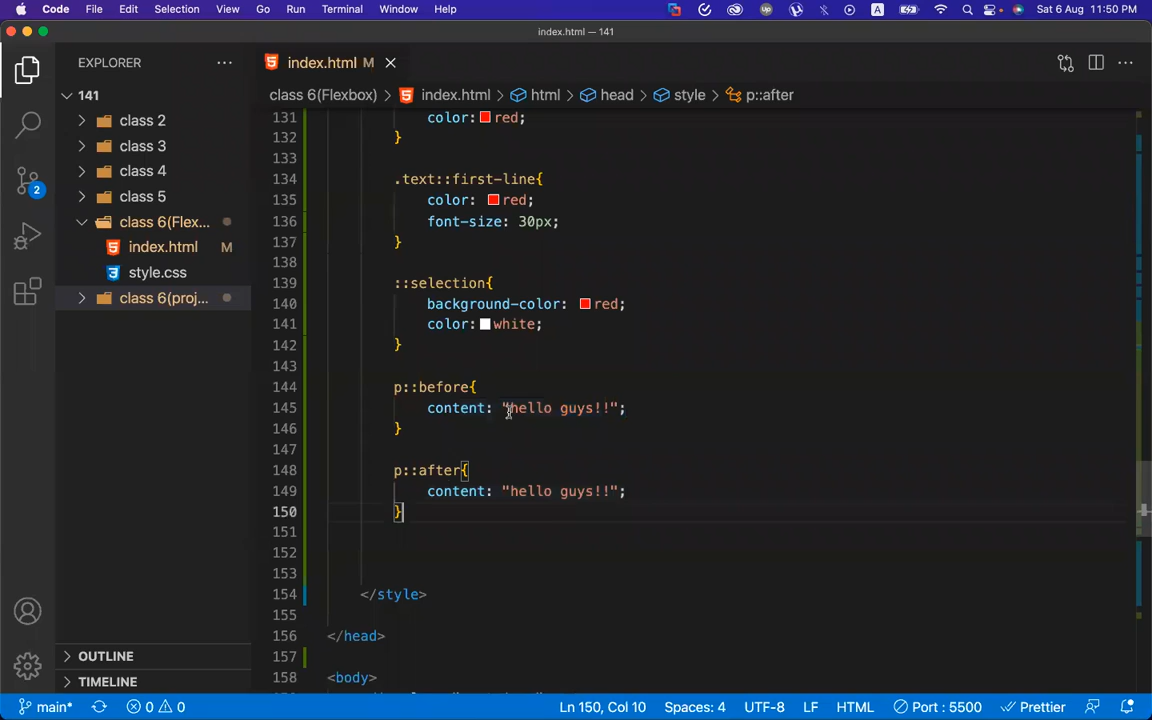 Code File Edit Selection View Go Run Terminal Window Help Up A Sat 6 Aug 11:50 PM
index.html — 141
EXPLORER
index.html M
141
class 6(Flexbox) > index.html > html > head > style > p::after
class 2
class 3
class 4
class 5
class 6(Flex...
index.html M
style.css
class 6(proj...
2
131 color: red;
132 }
133
134 .text::first-line{
135 color: red;
136 font-size: 30px;
137 }
138
139 ::selection{
140 background-color: red;
141 color: white;
142 }
143
144 p::before{
145 content: "hello guys!!";
146 }
147
148 p::after{
149 content: "hello guys!!";
150 }
151
152
153
154 </style>
155
156 </head>
157
158 <body>
OUTLINE
TIMELINE
main* 0 0 Ln 150, Col 10 Spaces: 4 UTF-8 LF HTML Port : 5500 Prettier